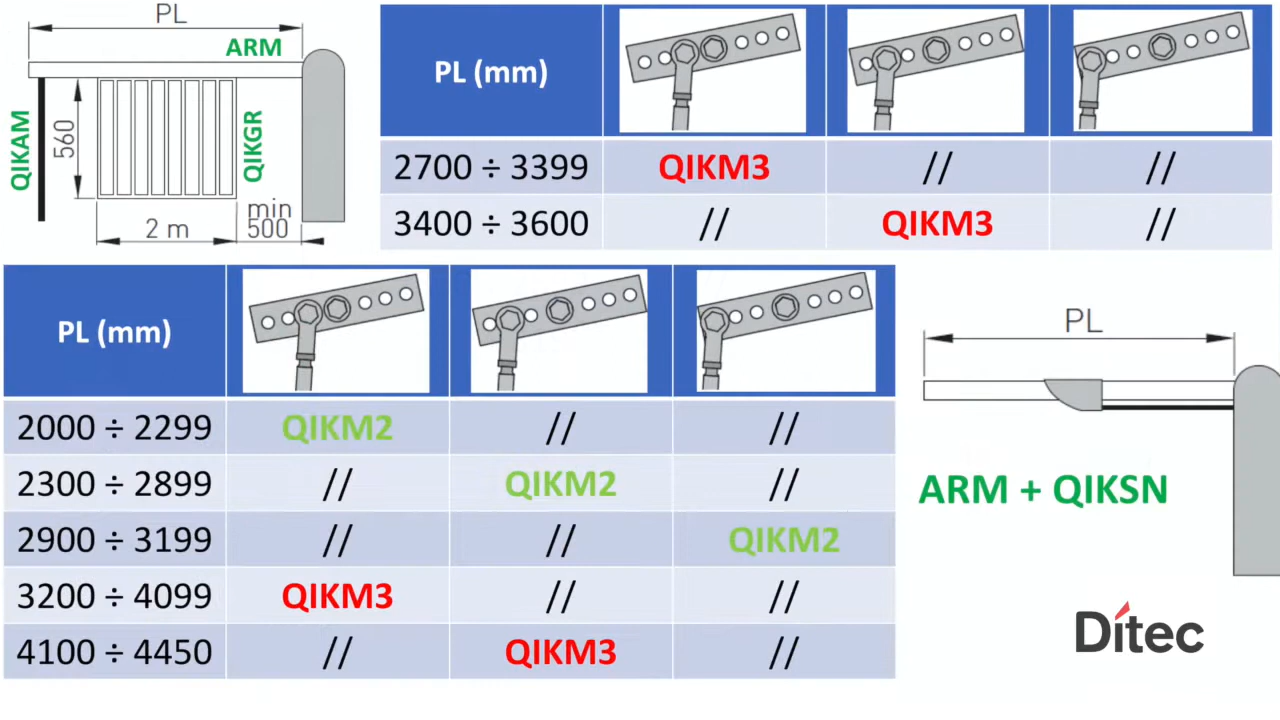 PL
ARM
QIKAM
560
QIKGR
2 m
min
500
PL (mm)
2700 ÷ 3399 QIKM3 // //
3400 ÷ 3600 // QIKM3 //
PL (mm)
2000 ÷ 2299 QIKM2 // //
2300 ÷ 2899 // QIKM2 //
2900 ÷ 3199 // // QIKM2
3200 ÷ 4099 QIKM3 // //
4100 ÷ 4450 // QIKM3 //
PL
ARM + QIKSN
Ditec